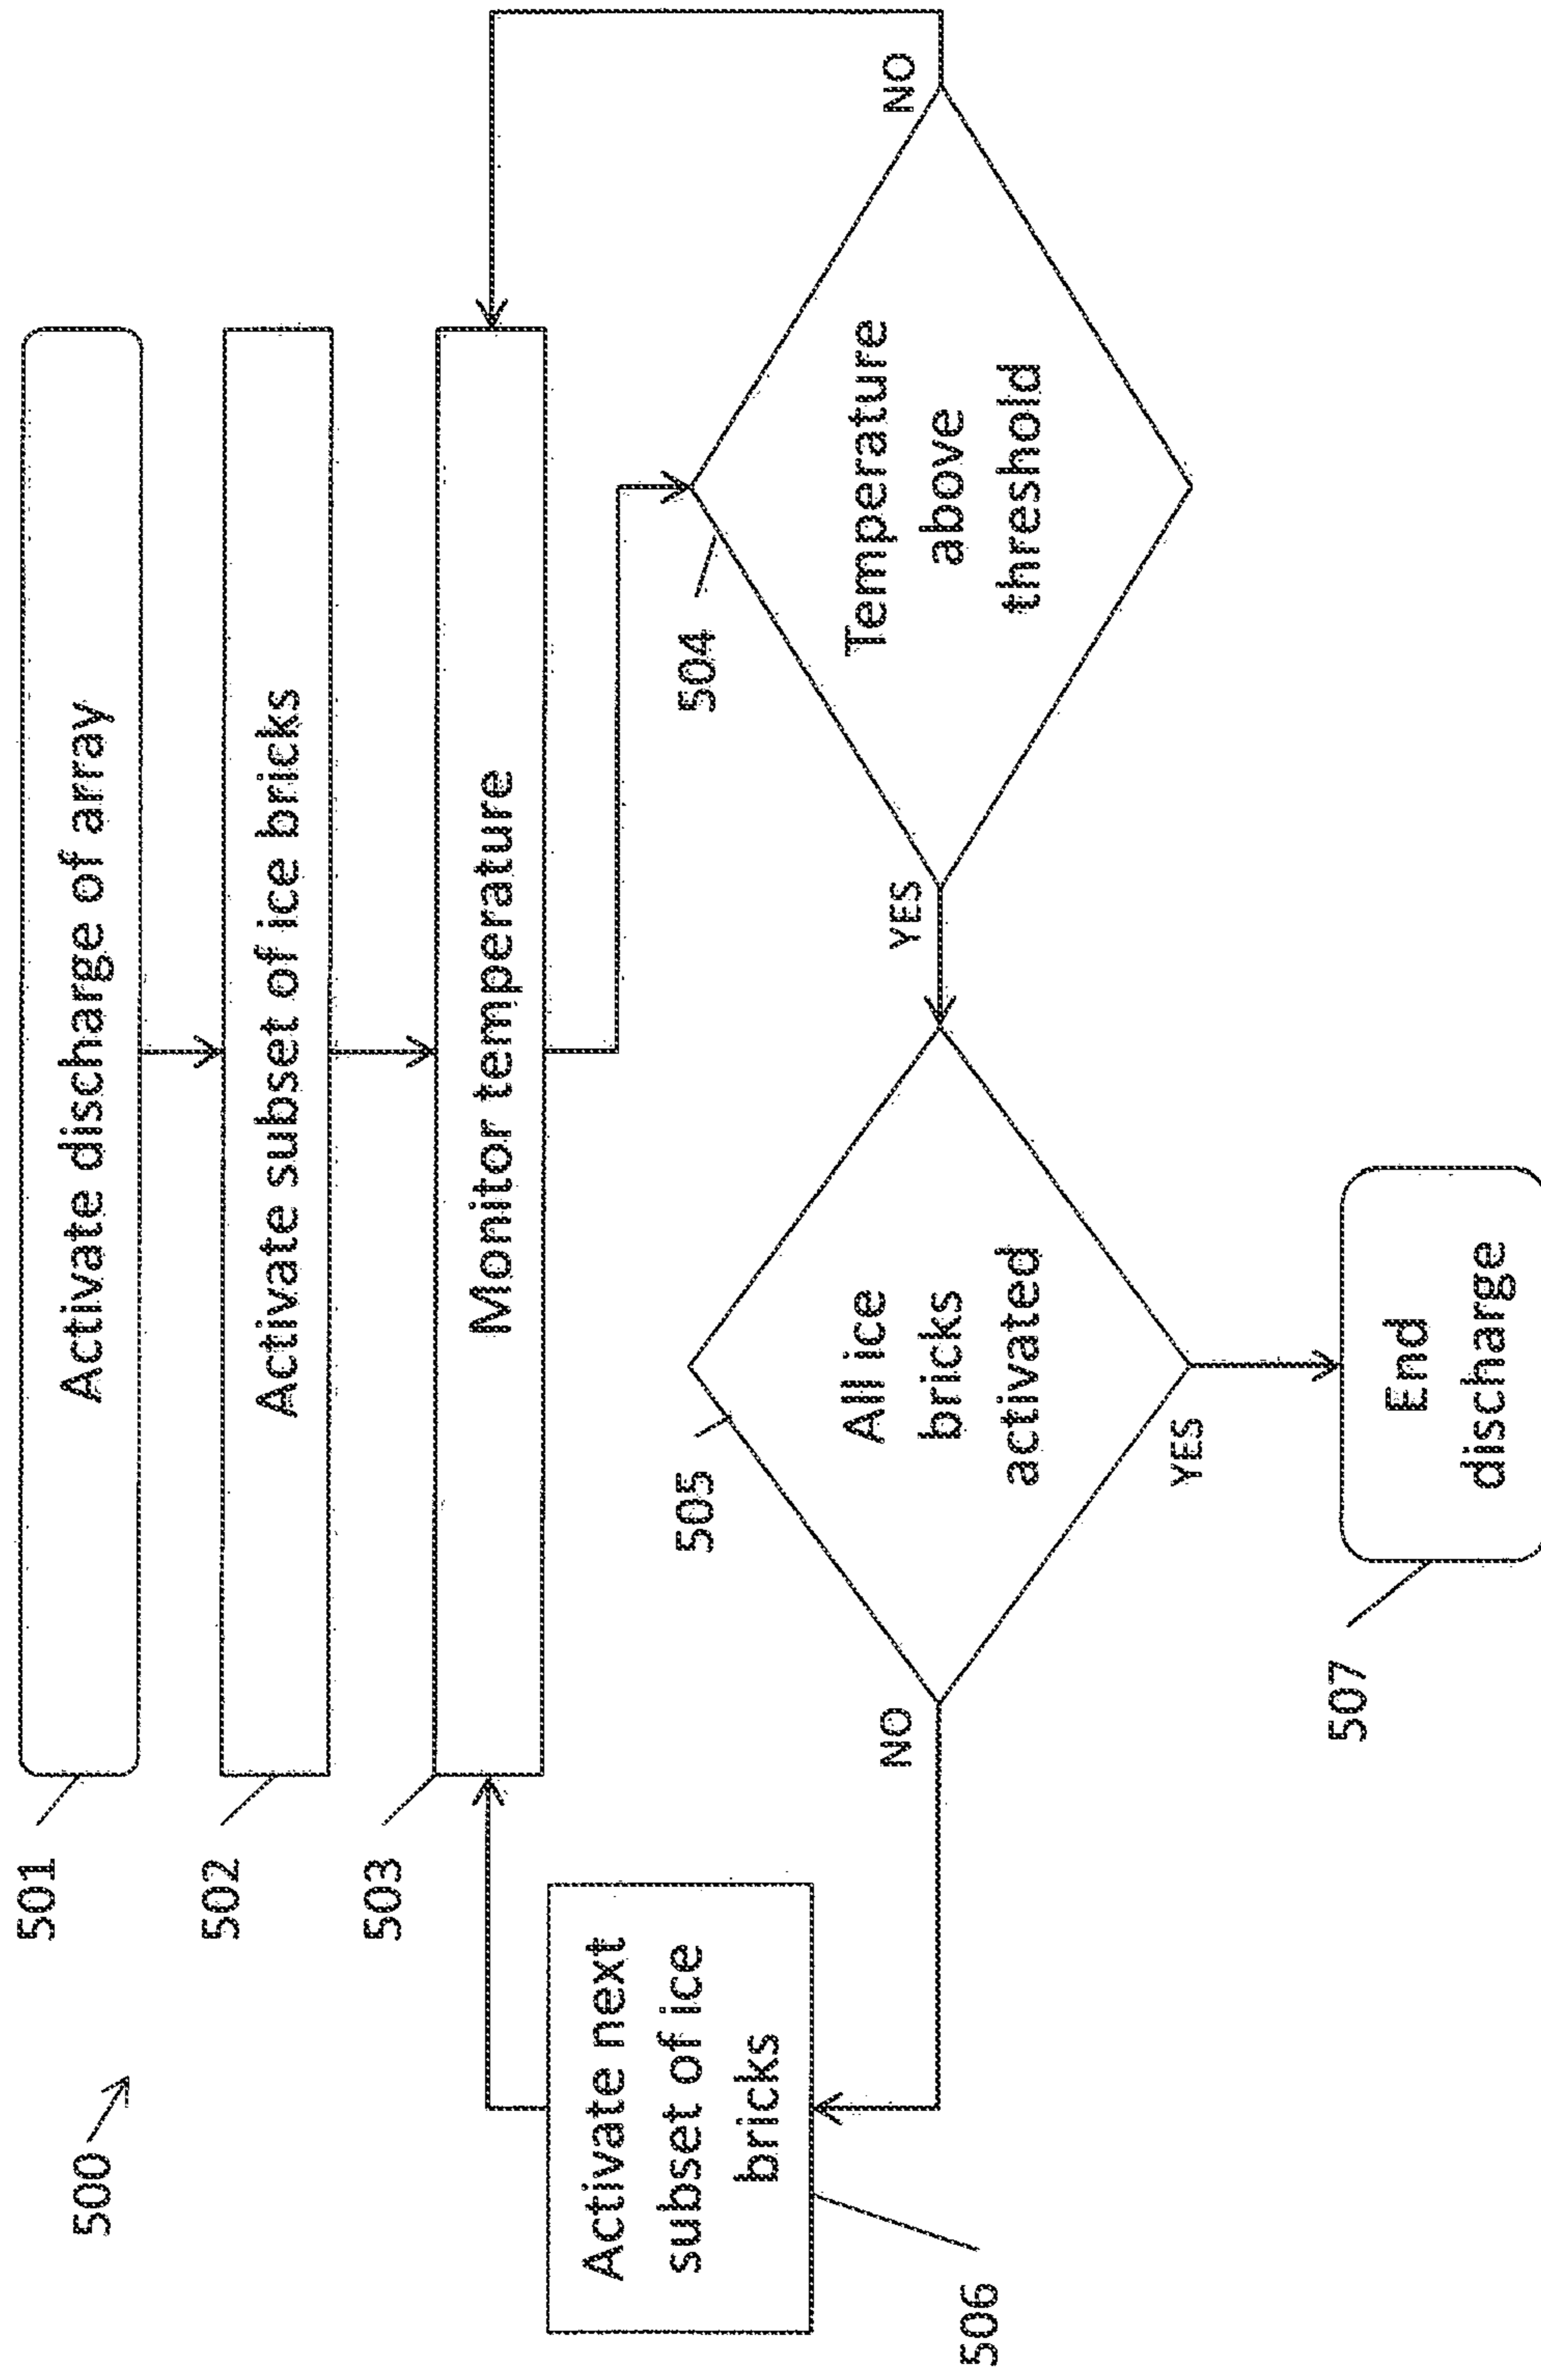 500
501
Activate discharge of array
502
Activate subset of ice bricks
503
Monitor temperature
504
Temperature
above
threshold
NO
YES
505
All ice
bricks
activated
NO
YES
506
Activate next
subset of ice
bricks
507
End
discharge